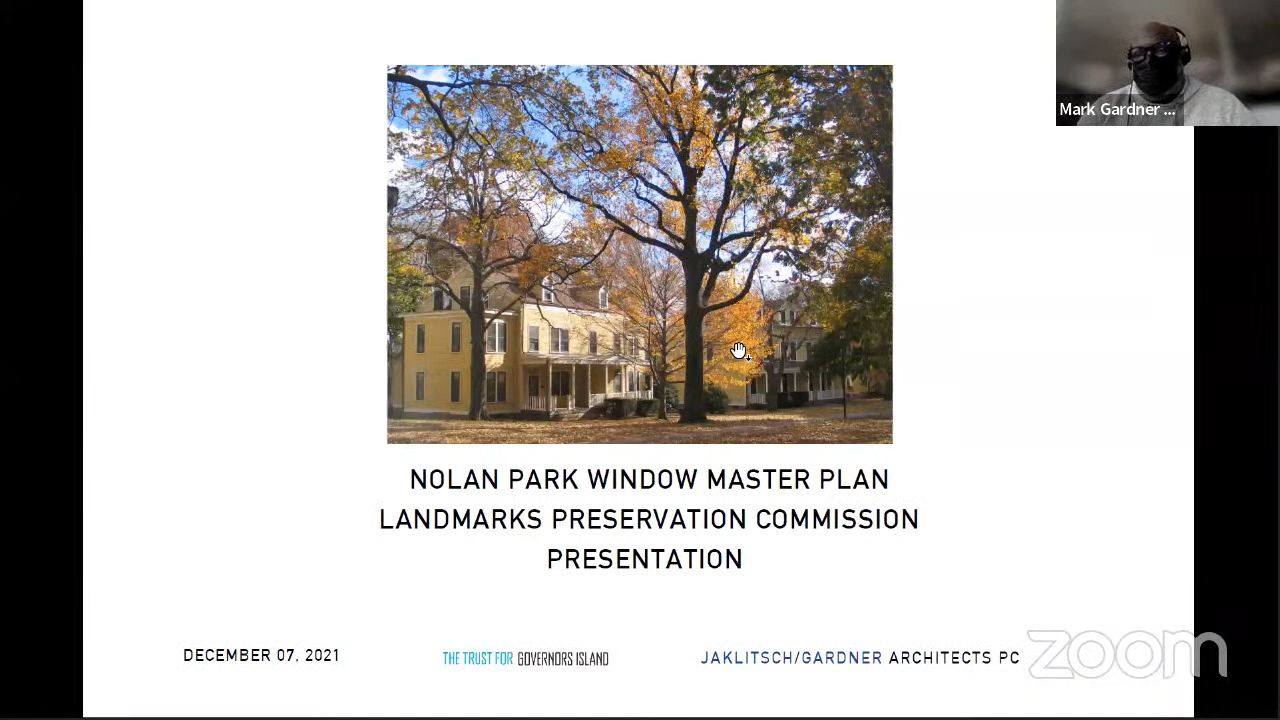 Mark Gardner ...
NOLAN PARK WINDOW MASTER PLAN
LANDMARKS PRESERVATION COMMISSION
PRESENTATION
DECEMBER 07, 2021
THE TRUST FOR GOVERNORS ISLAND
JAKLITSCH/GARDNER ARCHITECTS PC
zoom